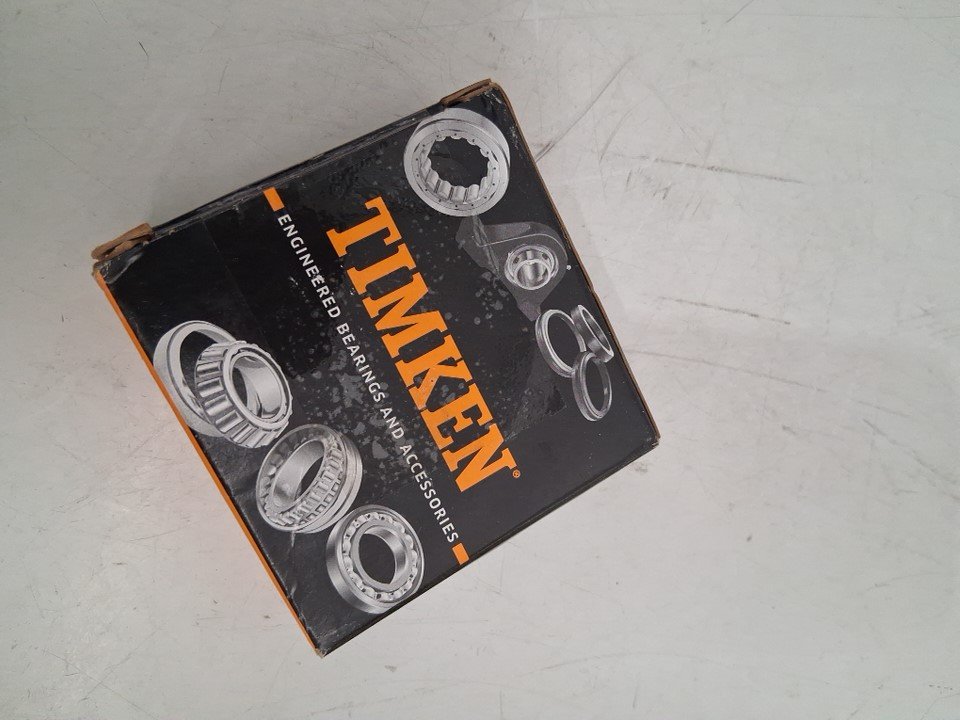 TIMKEN®
ENGINEERED BEARINGS AND ACCESSORIES